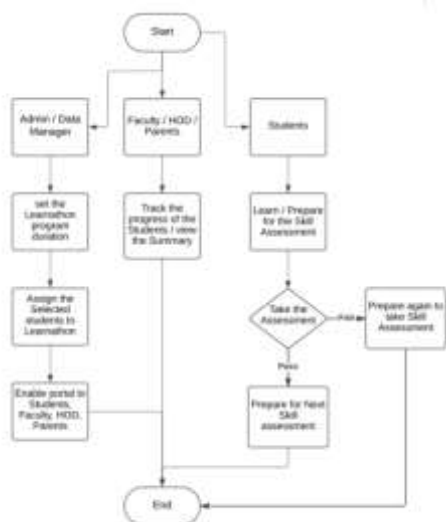 Start
Admin / Data
Manager
Faculty / HOD /
Parents
Students
set the
Learnathon
program
duration
Track the
progress of the
Students / view
the Summary
Learn / Prepare
for the Skill
Assessment
Assign the
Selected
students to
Learnathon
Take the
Assessment
Fail
Prepare again to
take Skill
Assessment
Pass
Enable portal to
Students,
Faculty, HOD,
Parents
Prepare for Next
Skill
assessment
End